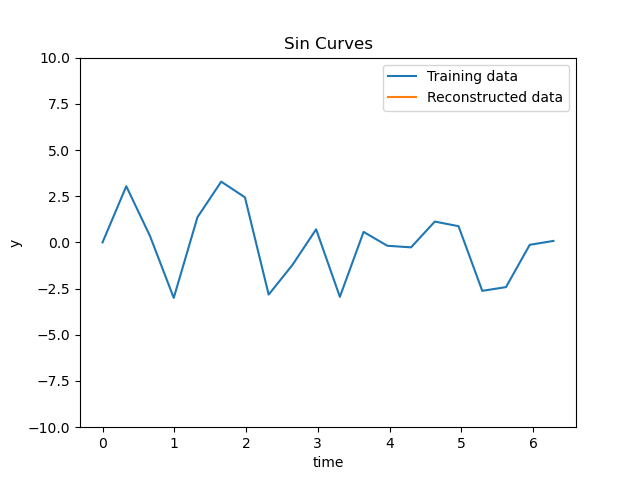 Sin Curves
Training data
Reconstructed data
10.0
7.5
5.0
2.5
0.0
−2.5
−5.0
−7.5
−10.0
y
0 1 2 3 4 5 6
time